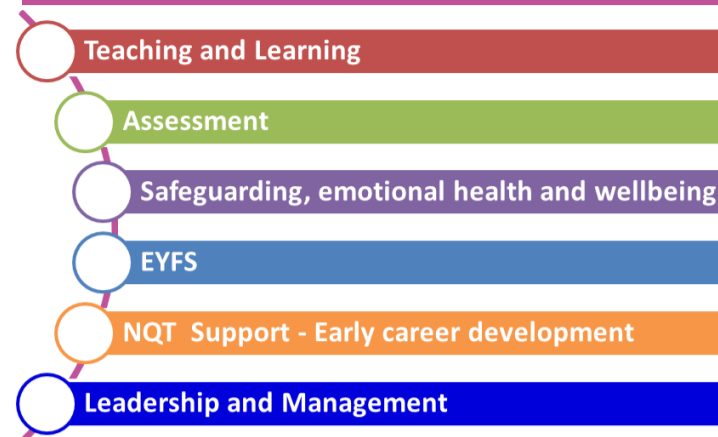 Teaching and Learning
Assessment
Safeguarding, emotional health and wellbeing
EYFS
NQT  Support - Early career development
Leadership and Management